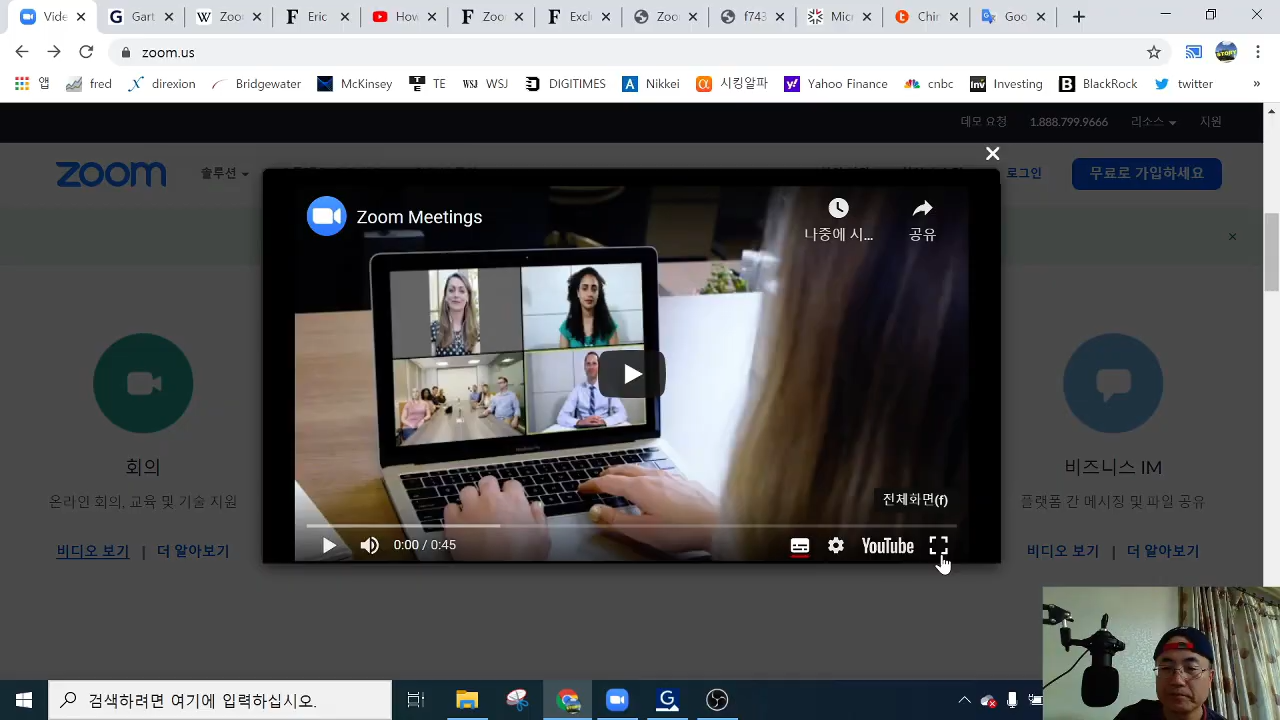 Vide
Gart
Zoo
Eric
How
Zoo
Excl
Zoo
f743
Micr
Chir
Goo
zoom.us
앱
fred
direxion
Bridgewater
McKinsey
TE
WSJ WSJ
DIGITIMES
Nikkei
시킹알파
Yahoo Finance
cnbc
Investing
BlackRock
twitter
데모 요청 1.888.799.9666 리소스 지원
zoom
솔루션
로그인
무료로 가입하세요
Zoom Meetings
나중에 시...
공유
회의
온라인 회의, 교육 및 기술 지원
비디오 보기 | 더 알아보기
비즈니스 IM
플랫폼 간 메시징 및 파일 공유
비디오 보기 | 더 알아보기
전체화면(f)
0:00 / 0:45
YouTube
검색하려면 여기에 입력하십시오.